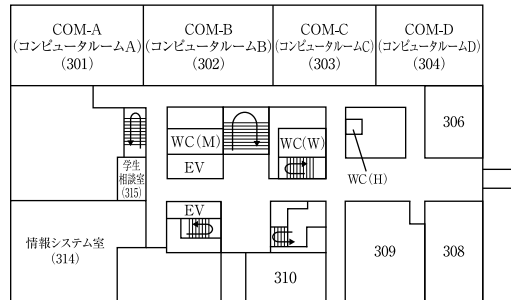 COM-A
(コンピュータルームA)
(301)
COM-B
(コンピュータルームB)
(302)
COM-C
(コンピュータルームC)
(303)
COM-D
(コンピュータルームD)
(304)
306
WC(M)
WC(W)
EV
WC(H)
学生
相談室
(315)
EV
情報システム室
(314)
310
309
308